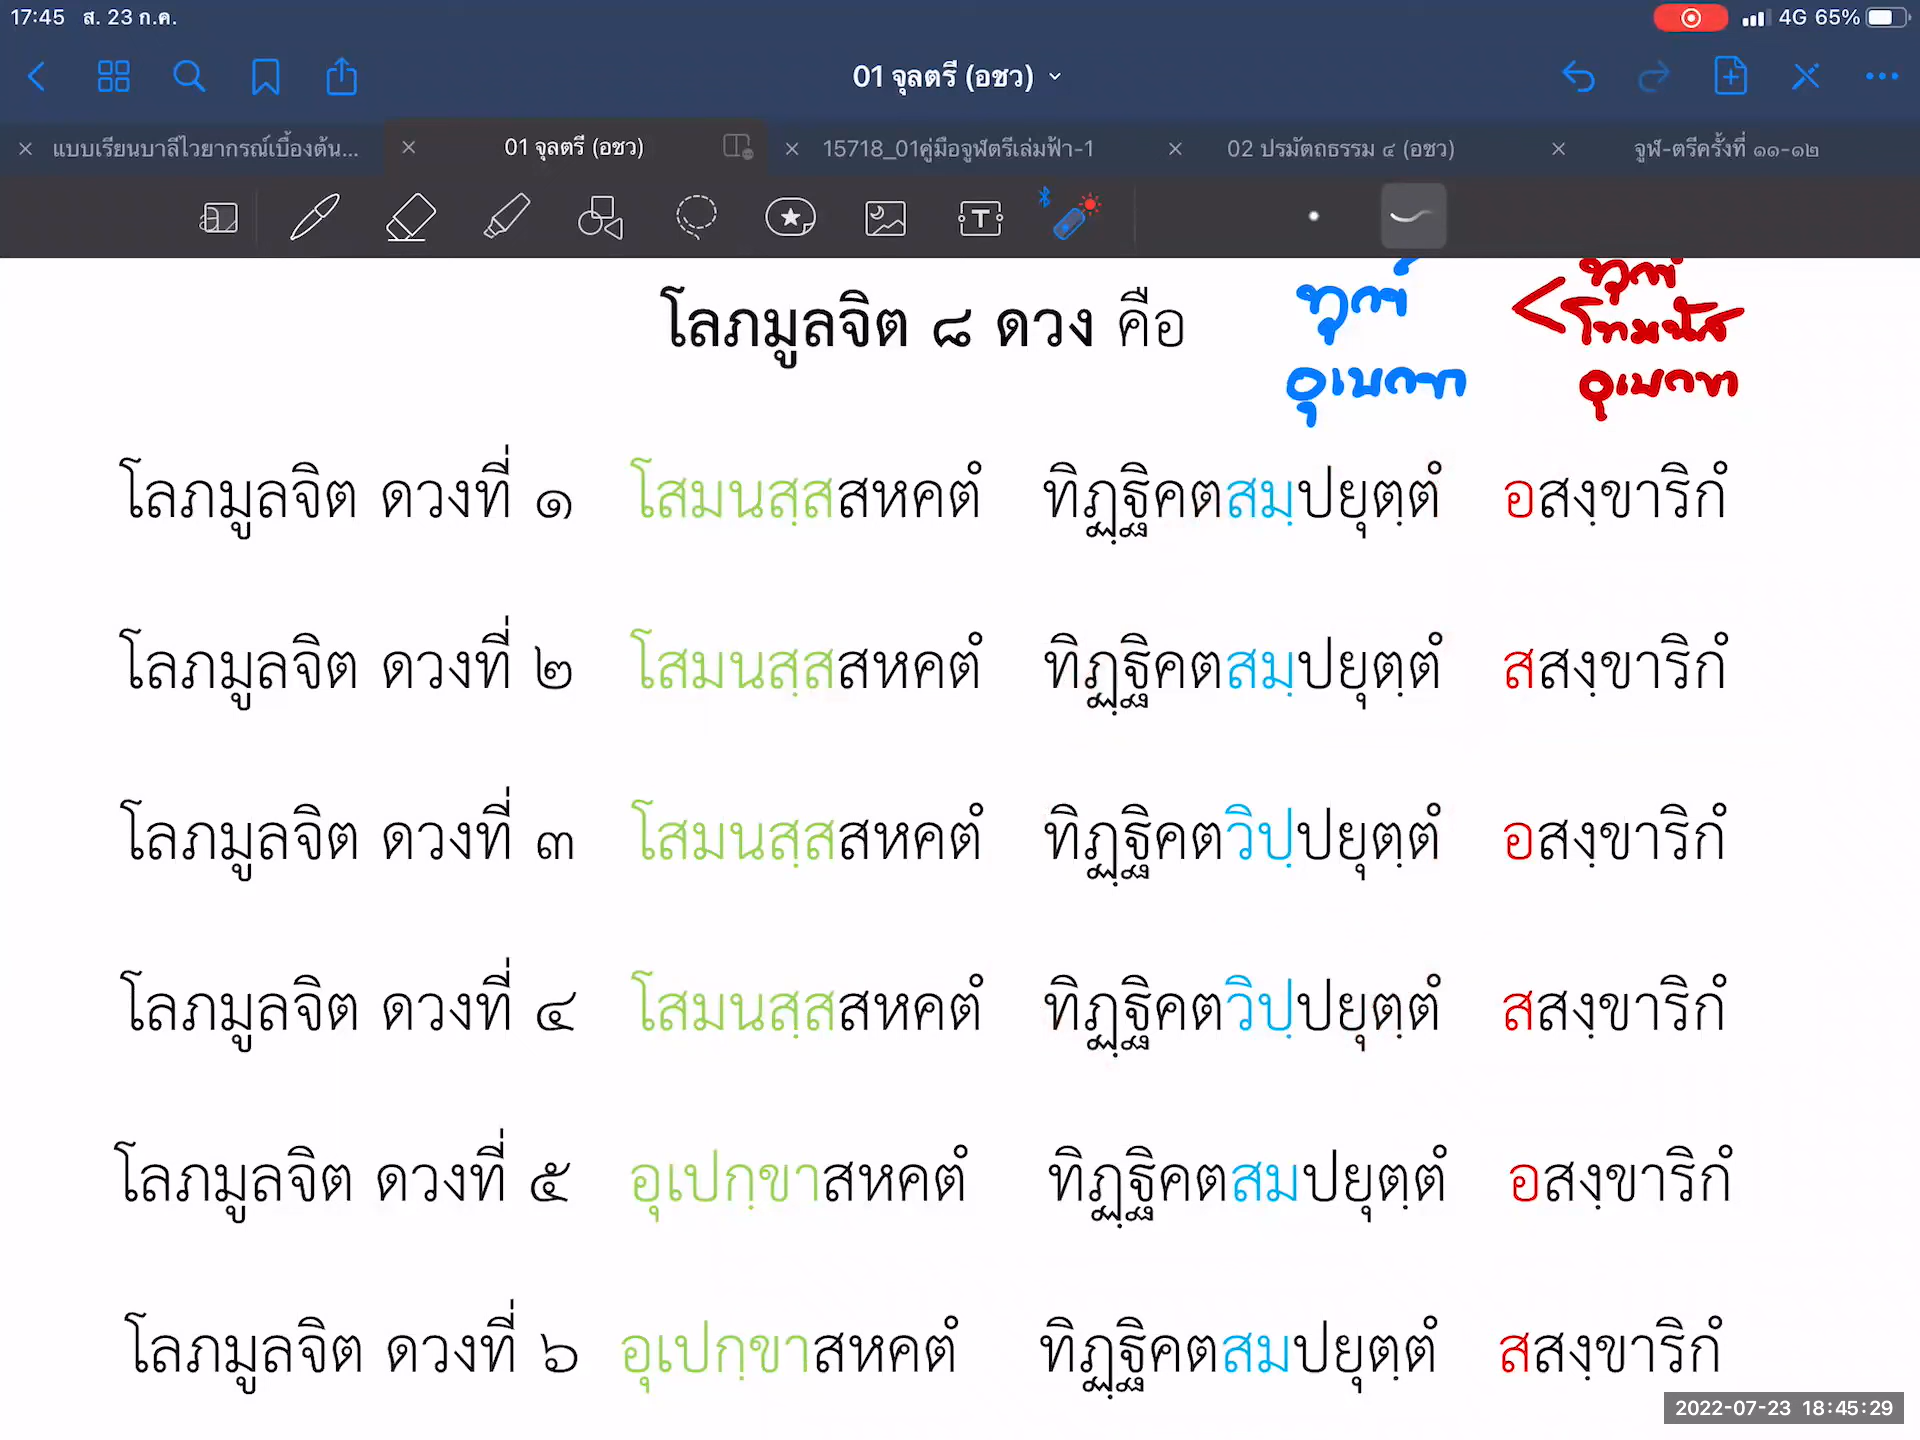 17:45 ส. 23 ก.ค. 4G 65%
01 จุลตรี (อชว)
แบบเรียนบาลีไวยากรณ์เบื้องต้น... 01 จุลตรี (อชว) 15718_01คู่มือจูฬตรีเล่มฟ้า-1 02 ปรมัตถธรรม ๔ (อชว) จูฬ-ตรีครั้งที่ ๑๑-๑๒
โลภมูลจิต ๘ ดวง คือ
ทุกข์
โทมนัส
อุเบกขา อุเบกขา
โลภมูลจิต ดวงที่ ๑ โสมนสฺสสหคตํ ทิฏฺฐิคตสมฺปยุตฺตํ อสงฺขาริกํ
โลภมูลจิต ดวงที่ ๒ โสมนสฺสสหคตํ ทิฏฺฐิคตสมฺปยุตฺตํ สสงฺขาริกํ
โลภมูลจิต ดวงที่ ๓ โสมนสฺสสหคตํ ทิฏฺฐิคตวิปฺปยุตฺตํ อสงฺขาริกํ
โลภมูลจิต ดวงที่ ๔ โสมนสฺสสหคตํ ทิฏฺฐิคตวิปฺปยุตฺตํ สสงฺขาริกํ
โลภมูลจิต ดวงที่ ๕ อุเปกฺขาสหคตํ ทิฏฺฐิคตสมปยุตฺตํ อสงฺขาริกํ
โลภมูลจิต ดวงที่ ๖ อุเปกฺขาสหคตํ ทิฏฺฐิคตสมปยุตฺตํ สสงฺขาริกํ
2022-07-23 18:45:29